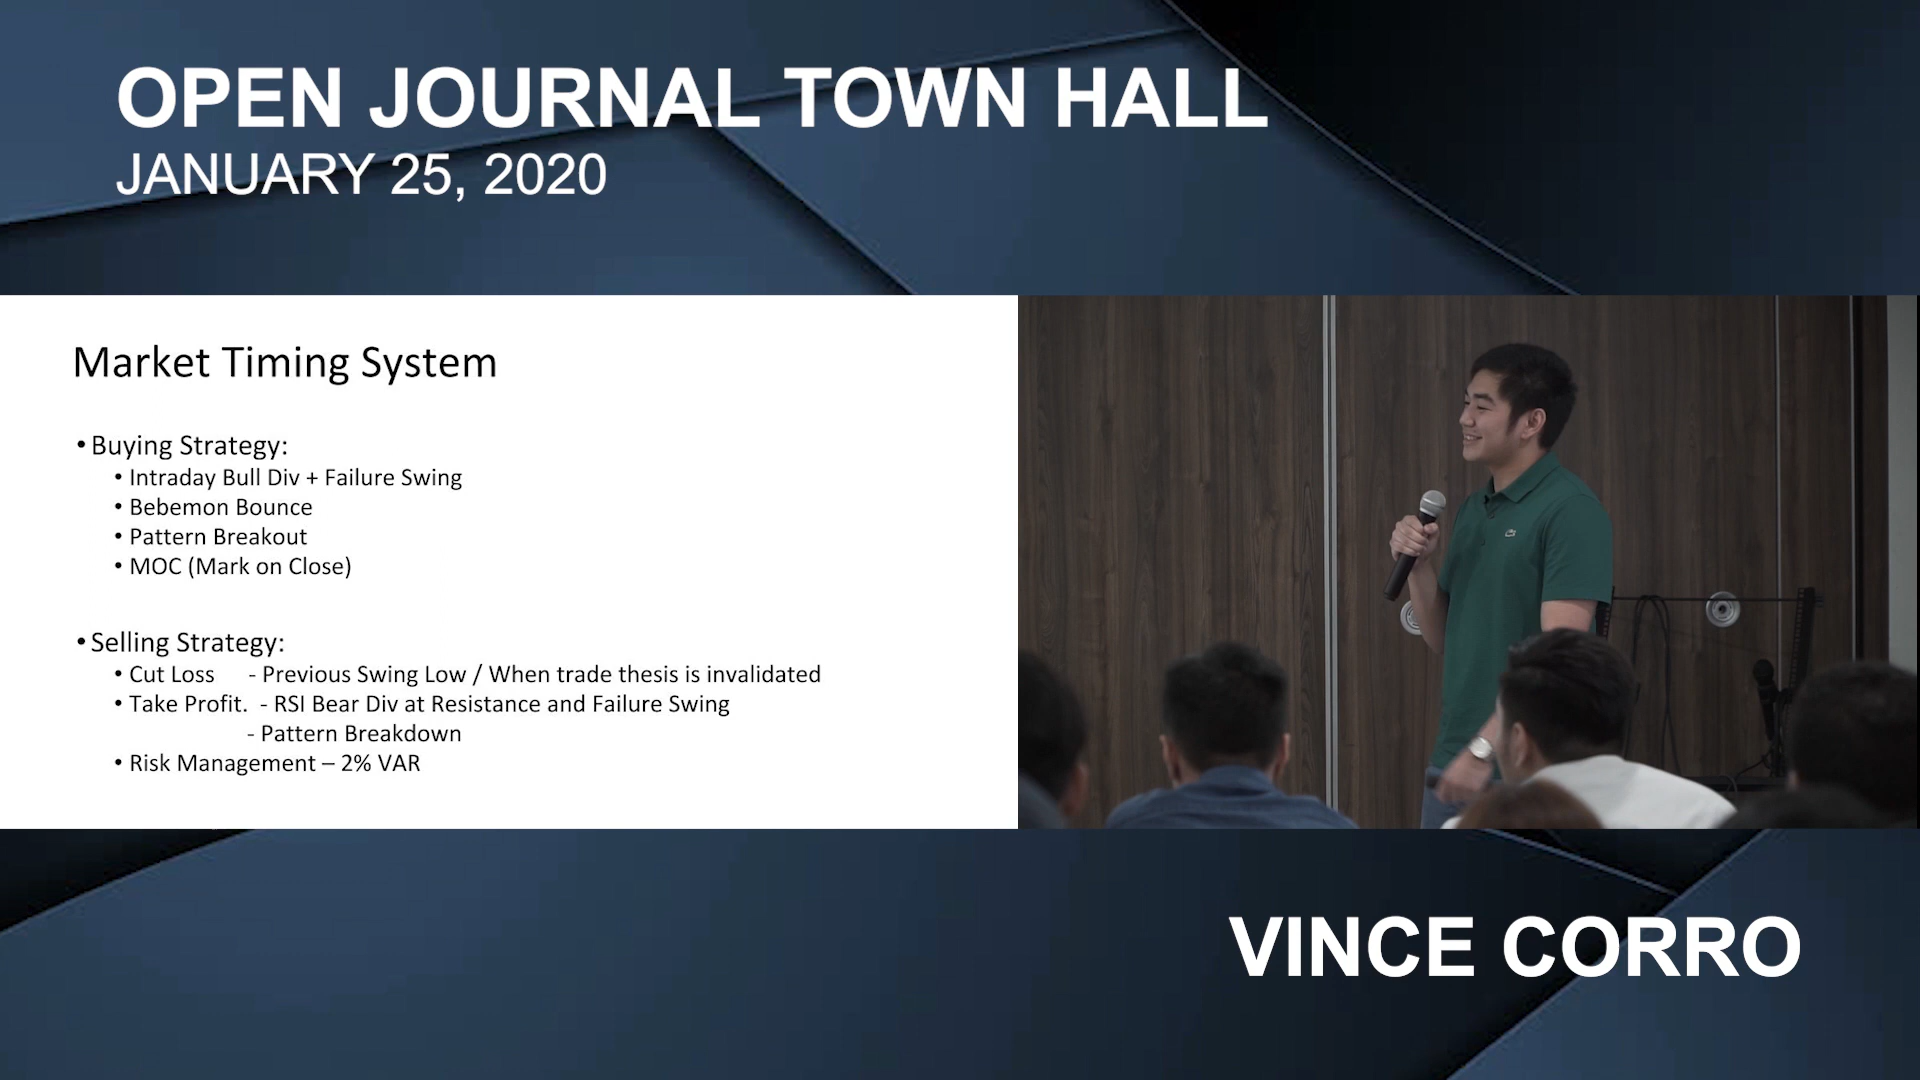 OPEN JOURNAL TOWN HALL
JANUARY 25, 2020
Market Timing System
• Buying Strategy:
• Intraday Bull Div + Failure Swing
• Bebemon Bounce
• Pattern Breakout
• MOC (Mark on Close)
• Selling Strategy:
• Cut Loss - Previous Swing Low / When trade thesis is invalidated
• Take Profit. - RSI Bear Div at Resistance and Failure Swing
- Pattern Breakdown
• Risk Management – 2% VAR
VINCE CORRO